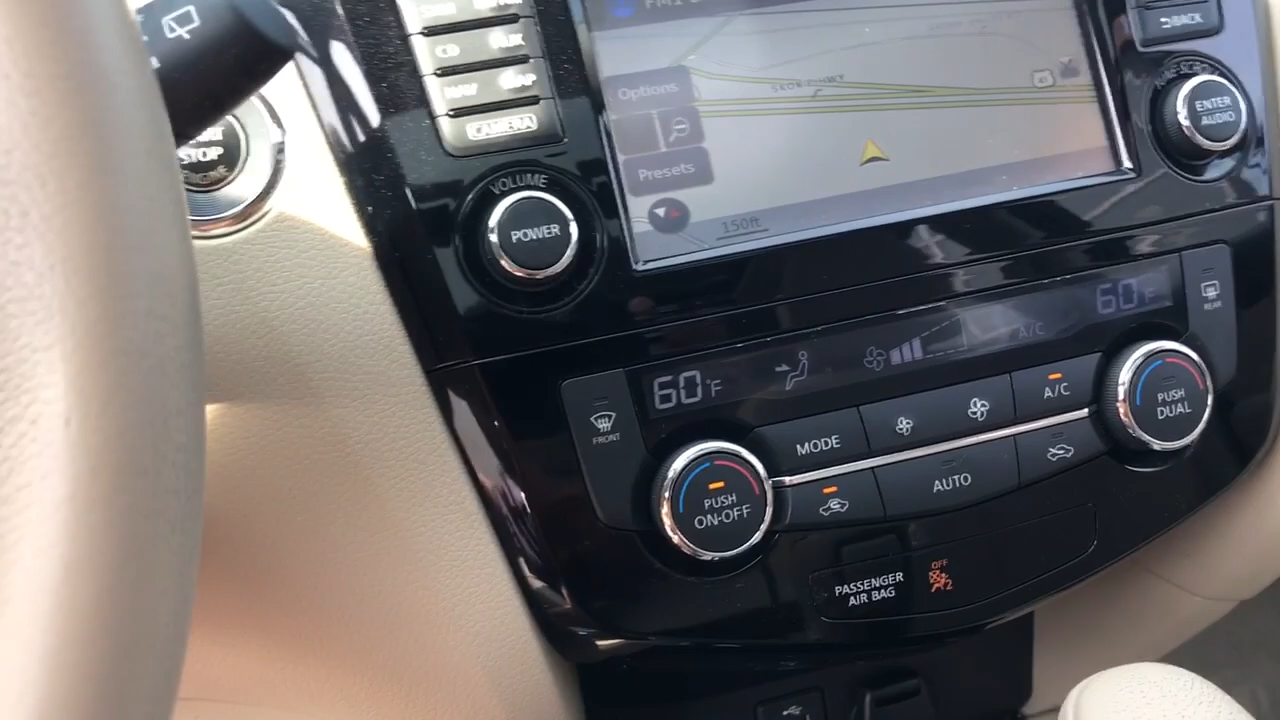 CD
AUX
NAV
MAP
CAMERA
VOLUME
POWER
STOP
Options
Presets
150ft
BACK
ENTER
AUDIO
60°F
A/C
60°F
REAR
FRONT
MODE
A/C
PUSH
DUAL
PUSH
ON-OFF
AUTO
PASSENGER
AIR BAG
OFF
2